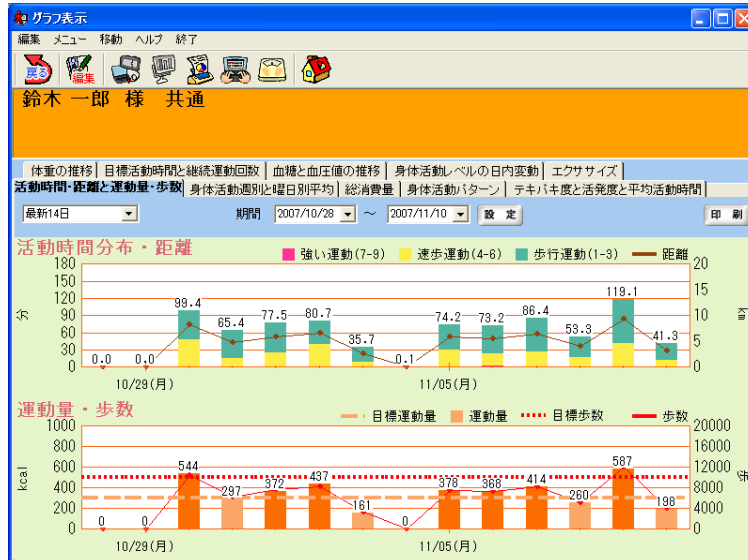 グラフ表示
編集 メニュー 移動 ヘルプ 終了
戻る 編集
鈴木 一郎 様 共通
体重の推移 目標活動時間と継続運動回数 血糖と血圧値の推移 身体活動レベルの日内変動 エクササイズ
活動時間・距離と運動量・歩数 身体活動週別と曜日別平均 総消費量 身体活動パターン テキパキ度と活発度と平均活動時間
最新14日 期間 2007/10/28 ～ 2007/11/10 設 定 印 刷
活動時間分布・距離
強い運動(7-9) 速歩運動(4-6) 歩行運動(1-3) 距離
分
180
150
120
90
60
30
0
0.0 0.0 99.4 65.4 77.5 80.7 35.7 0.1 74.2 73.2 86.4 53.3 119.1 41.3
20
15
10
5
0
km
10/29(月) 11/05(月)
運動量・歩数
目標運動量 運動量 目標歩数 歩数
kcal
1000
800
600
400
200
0
0 0 544 297 372 437 161 0 378 368 414 260 587 198
20000
16000
12000
8000
4000
0
歩
10/29(月) 11/05(月)